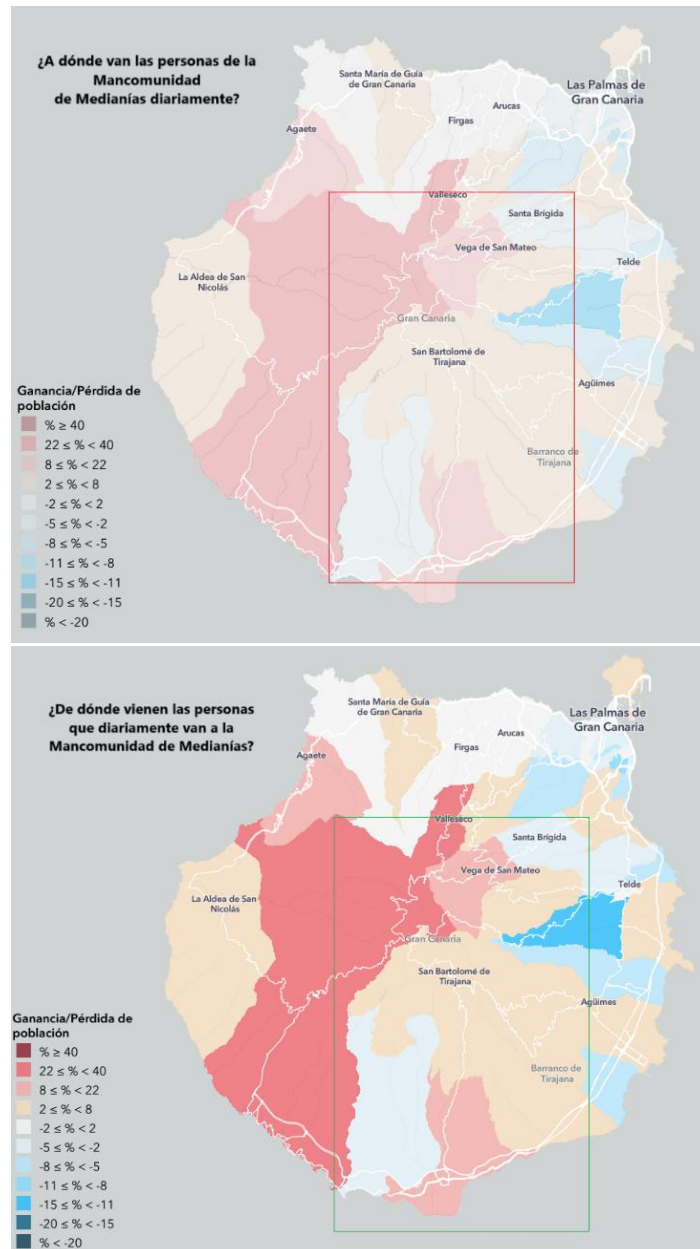 ¿A dónde van las personas de la
Mancomunidad
de Medianías diariamente?
Santa María de Guía
de Gran Canaria
Las Palmas de
Gran Canaria
Arucas
Firgas
Agaete
Valleseco
Santa Brígida
Vega de San Mateo
Telde
La Aldea de San
Nicolás
Gran Canaria
San Bartolomé de
Tirajana
Agüimes
Barranco de
Tirajana
Ganancia/Pérdida de
población
% ≥ 40
22 ≤ % < 40
8 ≤ % < 22
2 ≤ % < 8
-2 ≤ % < 2
-5 ≤ % < -2
-8 ≤ % < -5
-11 ≤ % < -8
-15 ≤ % < -11
-20 ≤ % < -15
% < -20
¿De dónde vienen las personas
que diariamente van a la
Mancomunidad de Medianías?
Santa María de Guía
de Gran Canaria
Las Palmas de
Gran Canaria
Arucas
Firgas
Agaete
Valleseco
Santa Brígida
Vega de San Mateo
Telde
La Aldea de San
Nicolás
Gran Canaria
San Bartolomé de
Tirajana
Agüimes
Barranco de
Tirajana
Ganancia/Pérdida de
población
% ≥ 40
22 ≤ % < 40
8 ≤ % < 22
2 ≤ % < 8
-2 ≤ % < 2
-5 ≤ % < -2
-8 ≤ % < -5
-11 ≤ % < -8
-15 ≤ % < -11
-20 ≤ % < -15
% < -20